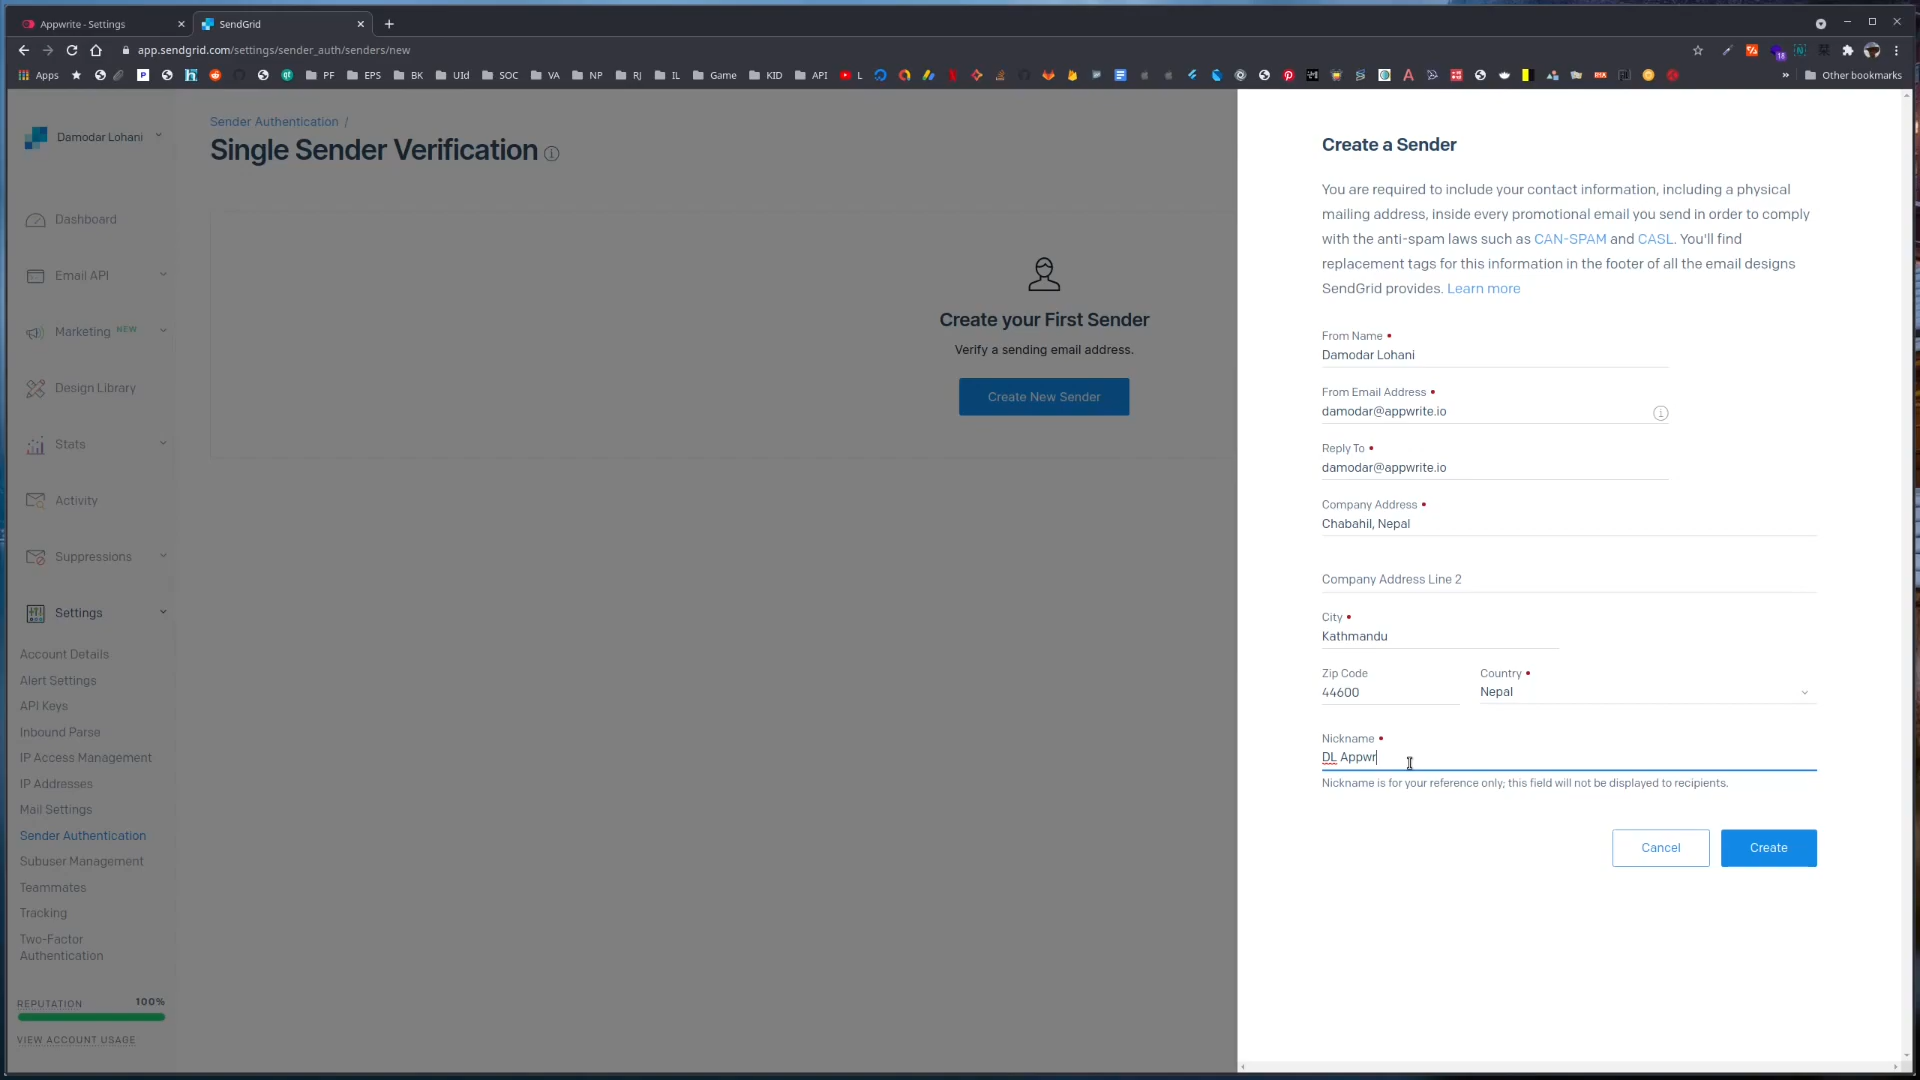 Appwrite - Settings
SendGrid
app.sendgrid.com/settings/sender_auth/senders/new
Apps
PF
EPS
BK
UId
SOC
VA
NP
RJ
IL
Game
KID
API
L
Other bookmarks
Damodar Lohani
Dashboard
Email API
Marketing NEW
Design Library
Stats
Activity
Suppressions
Settings
Account Details
Alert Settings
API Keys
Inbound Parse
IP Access Management
IP Addresses
Mail Settings
Sender Authentication
Subuser Management
Teammates
Tracking
Two-Factor
Authentication
REPUTATION 100%
VIEW ACCOUNT USAGE
Sender Authentication /
Single Sender Verification
Create your First Sender
Verify a sending email address.
Create New Sender
Create a Sender
You are required to include your contact information, including a physical
mailing address, inside every promotional email you send in order to comply
with the anti-spam laws such as CAN-SPAM and CASL. You'll find
replacement tags for this information in the footer of all the email designs
SendGrid provides. Learn more
From Name •
Damodar Lohani
From Email Address •
damodar@appwrite.io
Reply To •
damodar@appwrite.io
Company Address •
Chabahil, Nepal
Company Address Line 2
City •
Kathmandu
Zip Code
44600
Country •
Nepal
Nickname •
DL Appwr
Nickname is for your reference only; this field will not be displayed to recipients.
Cancel
Create